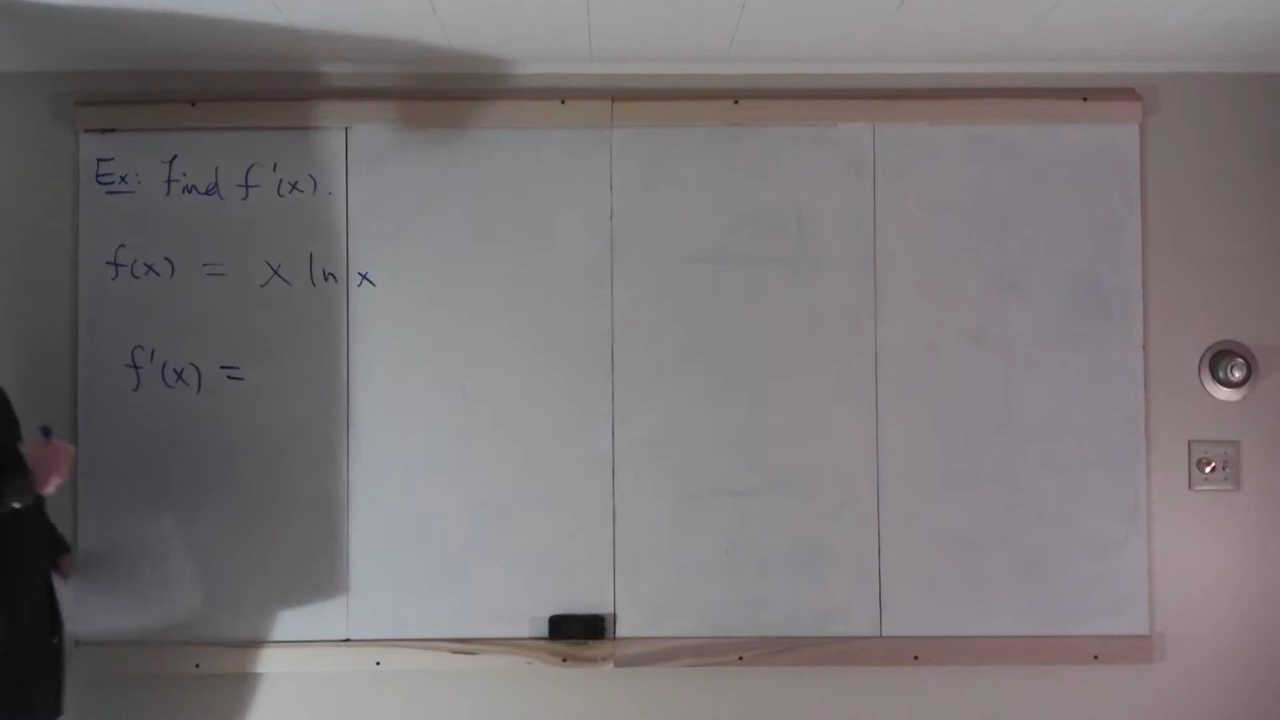 Ex: Find f'(x).
f(x) = x ln x
f'(x) =